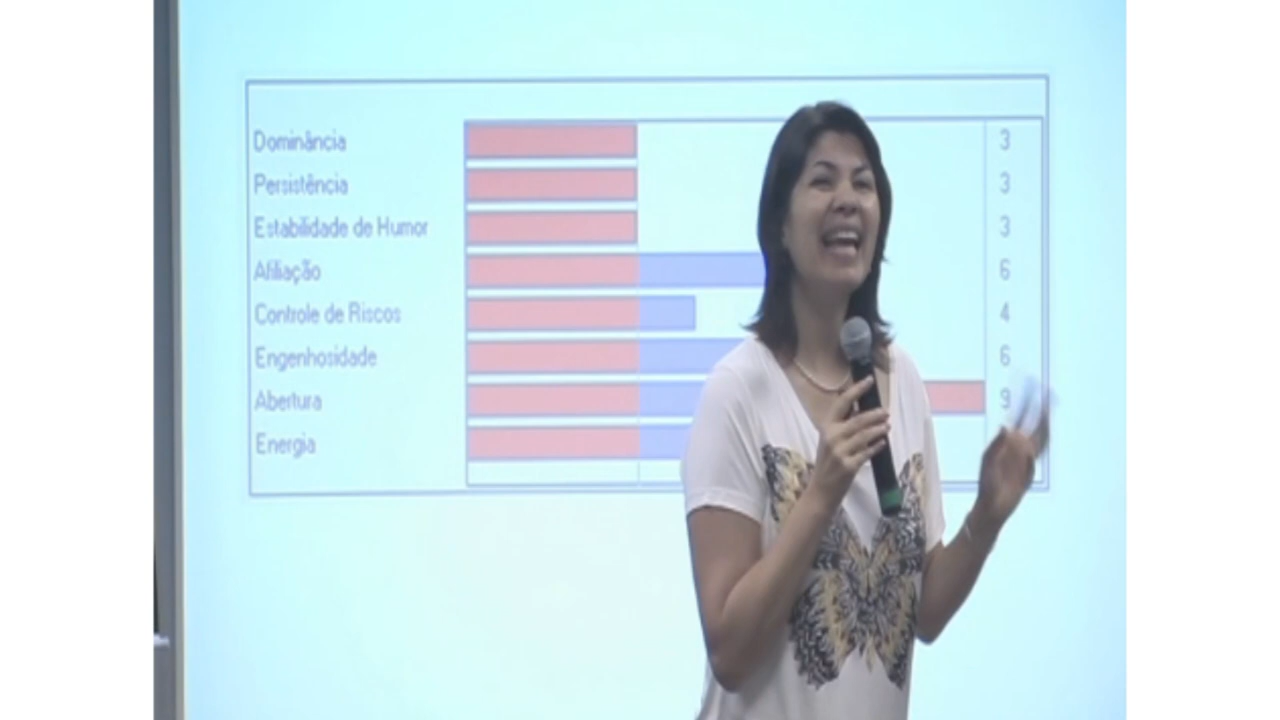 Dominância 3
Persistência 3
Estabilidade de Humor 3
Afiliação 6
Controle de Riscos 4
Engenhosidade 6
Abertura 9
Energia